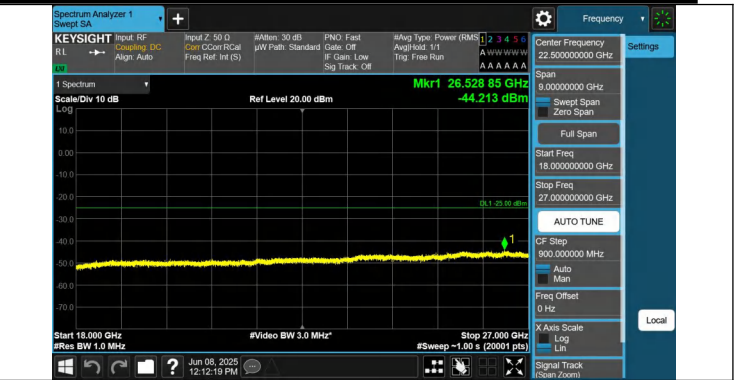 Spectrum Analyzer 1
Swept SA
+
Frequency
KEYSIGHT
RL
LXI
Input: RF
Coupling: DC
Align: Auto
Input Z: 50 Ω
Corr CCorr RCal
Freq Ref: Int (S)
#Atten: 30 dB
µW Path: Standard
PNO: Fast
Gate: Off
IF Gain: Low
Sig Track: Off
#Avg Type: Power (RMS
Avg|Hold: 1/1
Trig: Free Run
1 2 3 4 5 6
A W W W W W
A A A A A A
Center Frequency
22.500000000 GHz
Settings
1 Spectrum
Scale/Div 10 dB
Ref Level 20.00 dBm
Mkr1 26.528 85 GHz
-44.213 dBm
Span
9.00000000 GHz
Swept Span
Zero Span
Full Span
Start Freq
18.000000000 GHz
Stop Freq
27.000000000 GHz
AUTO TUNE
CF Step
900.000000 MHz
Auto
Man
Freq Offset
0 Hz
X Axis Scale
Log
Lin
Signal Track
(Span Zoom)
Local
Log
10.0
0.00
-10.0
-20.0
-30.0
-40.0
-50.0
-60.0
-70.0
DL1 -25.00 dBm
1
Start 18.000 GHz
#Res BW 1.0 MHz
#Video BW 3.0 MHz*
Stop 27.000 GHz
#Sweep ~1.00 s (20001 pts)
?
Jun 08, 2025
12:12:19 PM